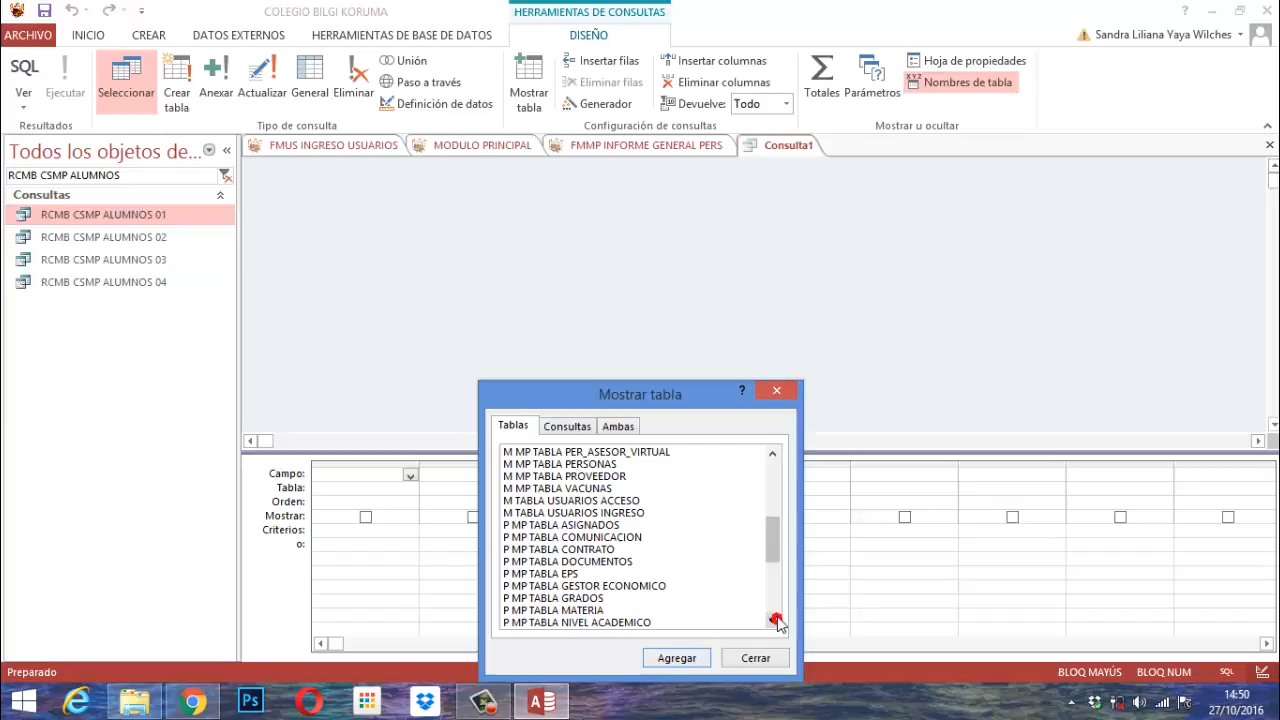 COLEGIO BILGI KORUMA
HERRAMIENTAS DE CONSULTAS
?
ARCHIVO
INICIO
CREAR
DATOS EXTERNOS
HERRAMIENTAS DE BASE DE DATOS
DISEÑO
Sandra Liliana Yaya Wilches
SQL
Ver
Ejecutar
Resultados
Seleccionar
Crear
tabla
Anexar
Actualizar
General
Eliminar
Unión
Paso a través
Definición de datos
Tipo de consulta
Mostrar
tabla
Insertar filas
Eliminar filas
Generador
Insertar columnas
Eliminar columnas
Devuelve: Todo
Configuración de consultas
Totales
Parámetros
Hoja de propiedades
XYZ Nombres de tabla
Mostrar u ocultar
Todos los objetos de...
RCMB CSMP ALUMNOS
Consultas
RCMB CSMP ALUMNOS 01
RCMB CSMP ALUMNOS 02
RCMB CSMP ALUMNOS 03
RCMB CSMP ALUMNOS 04
FMUS INGRESO USUARIOS
MODULO PRINCIPAL
FMMP INFORME GENERAL PERS
Consulta1
Mostrar tabla
?
Tablas
Consultas
Ambas
M MP TABLA PER_ASESOR_VIRTUAL
M MP TABLA PERSONAS
M MP TABLA PROVEEDOR
M MP TABLA VACUNAS
M TABLA USUARIOS ACCESO
M TABLA USUARIOS INGRESO
P MP TABLA ASIGNADOS
P MP TABLA COMUNICACION
P MP TABLA CONTRATO
P MP TABLA DOCUMENTOS
P MP TABLA EPS
P MP TABLA GESTOR ECONOMICO
P MP TABLA GRADOS
P MP TABLA MATERIA
P MP TABLA NIVEL ACADEMICO
Agregar
Cerrar
Campo:
Tabla:
Orden:
Mostrar:
Criterios:
o:
Preparado
BLOQ MAYÚS
BLOQ NUM
SQL
Ps
14:50
27/10/2016